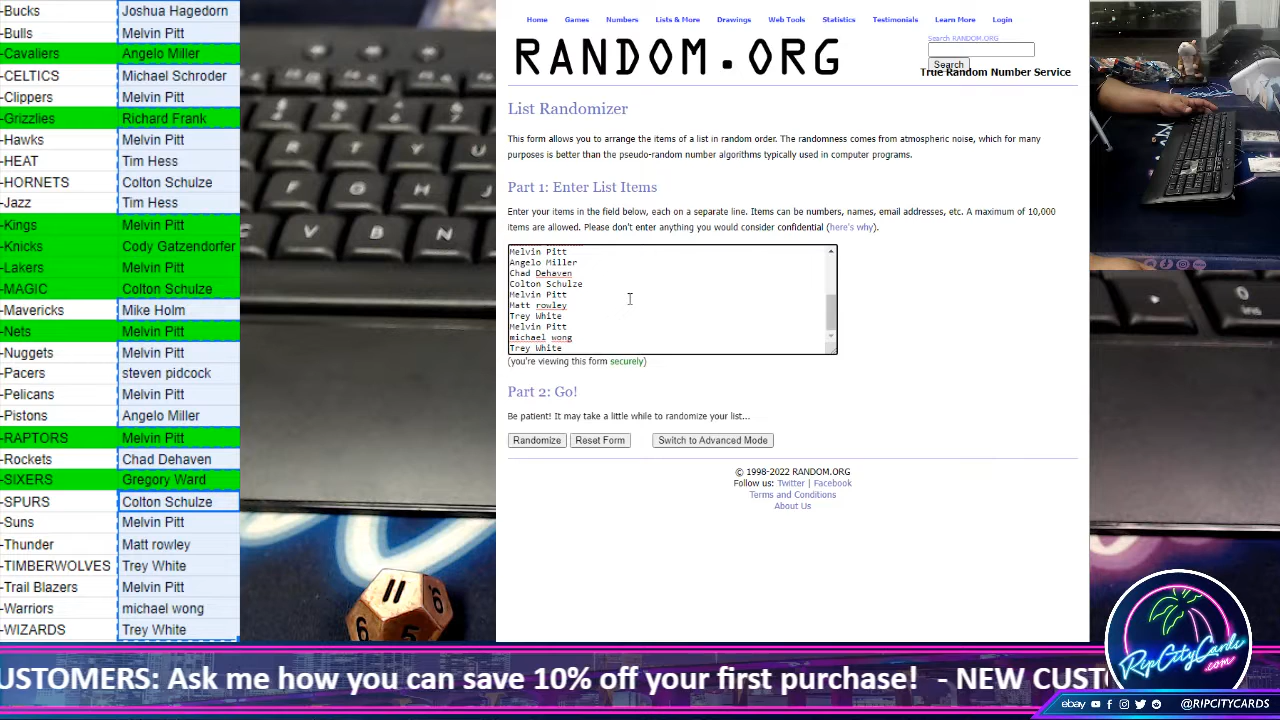 -Bucks Joshua Hagedorn
-Bulls Melvin Pitt
-Cavaliers Angelo Miller
-CELTICS Michael Schroder
-Clippers Melvin Pitt
-Grizzlies Richard Frank
-Hawks Melvin Pitt
-HEAT Tim Hess
-HORNETS Colton Schulze
-Jazz Tim Hess
-Kings Melvin Pitt
-Knicks Cody Gatzendorfer
-Lakers Melvin Pitt
-MAGIC Colton Schulze
-Mavericks Mike Holm
-Nets Melvin Pitt
-Nuggets Melvin Pitt
-Pacers steven pidcock
-Pelicans Melvin Pitt
-Pistons Angelo Miller
-RAPTORS Melvin Pitt
-Rockets Chad Dehaven
-SIXERS Gregory Ward
-SPURS Colton Schulze
-Suns Melvin Pitt
-Thunder Matt rowley
-TIMBERWOLVES Trey White
-Trail Blazers Melvin Pitt
-Warriors michael wong
-WIZARDS Trey White
Home Games Numbers Lists & More Drawings Web Tools Statistics Testimonials Learn More Login
RANDOM.ORG
Search RANDOM.ORG
Search
True Random Number Service
List Randomizer
This form allows you to arrange the items of a list in random order. The randomness comes from atmospheric noise, which for many
purposes is better than the pseudo-random number algorithms typically used in computer programs.
Part 1: Enter List Items
Enter your items in the field below, each on a separate line. Items can be numbers, names, email addresses, etc. A maximum of 10,000
items are allowed. Please don't enter anything you would consider confidential (here's why).
Melvin Pitt
Angelo Miller
Chad Dehaven
Colton Schulze
Melvin Pitt
Matt rowley
Trey White
Melvin Pitt
michael wong
Trey White
(you're viewing this form securely)
Part 2: Go!
Be patient! It may take a little while to randomize your list...
Randomize Reset Form Switch to Advanced Mode
© 1998-2022 RANDOM.ORG
Follow us: Twitter | Facebook
Terms and Conditions
About Us
11
6
6
5
RipCityCards
.com
USTOMERS: Ask me how you can save 10% off your first purchase! - NEW CUST
ebay @RIPCITYCARDS